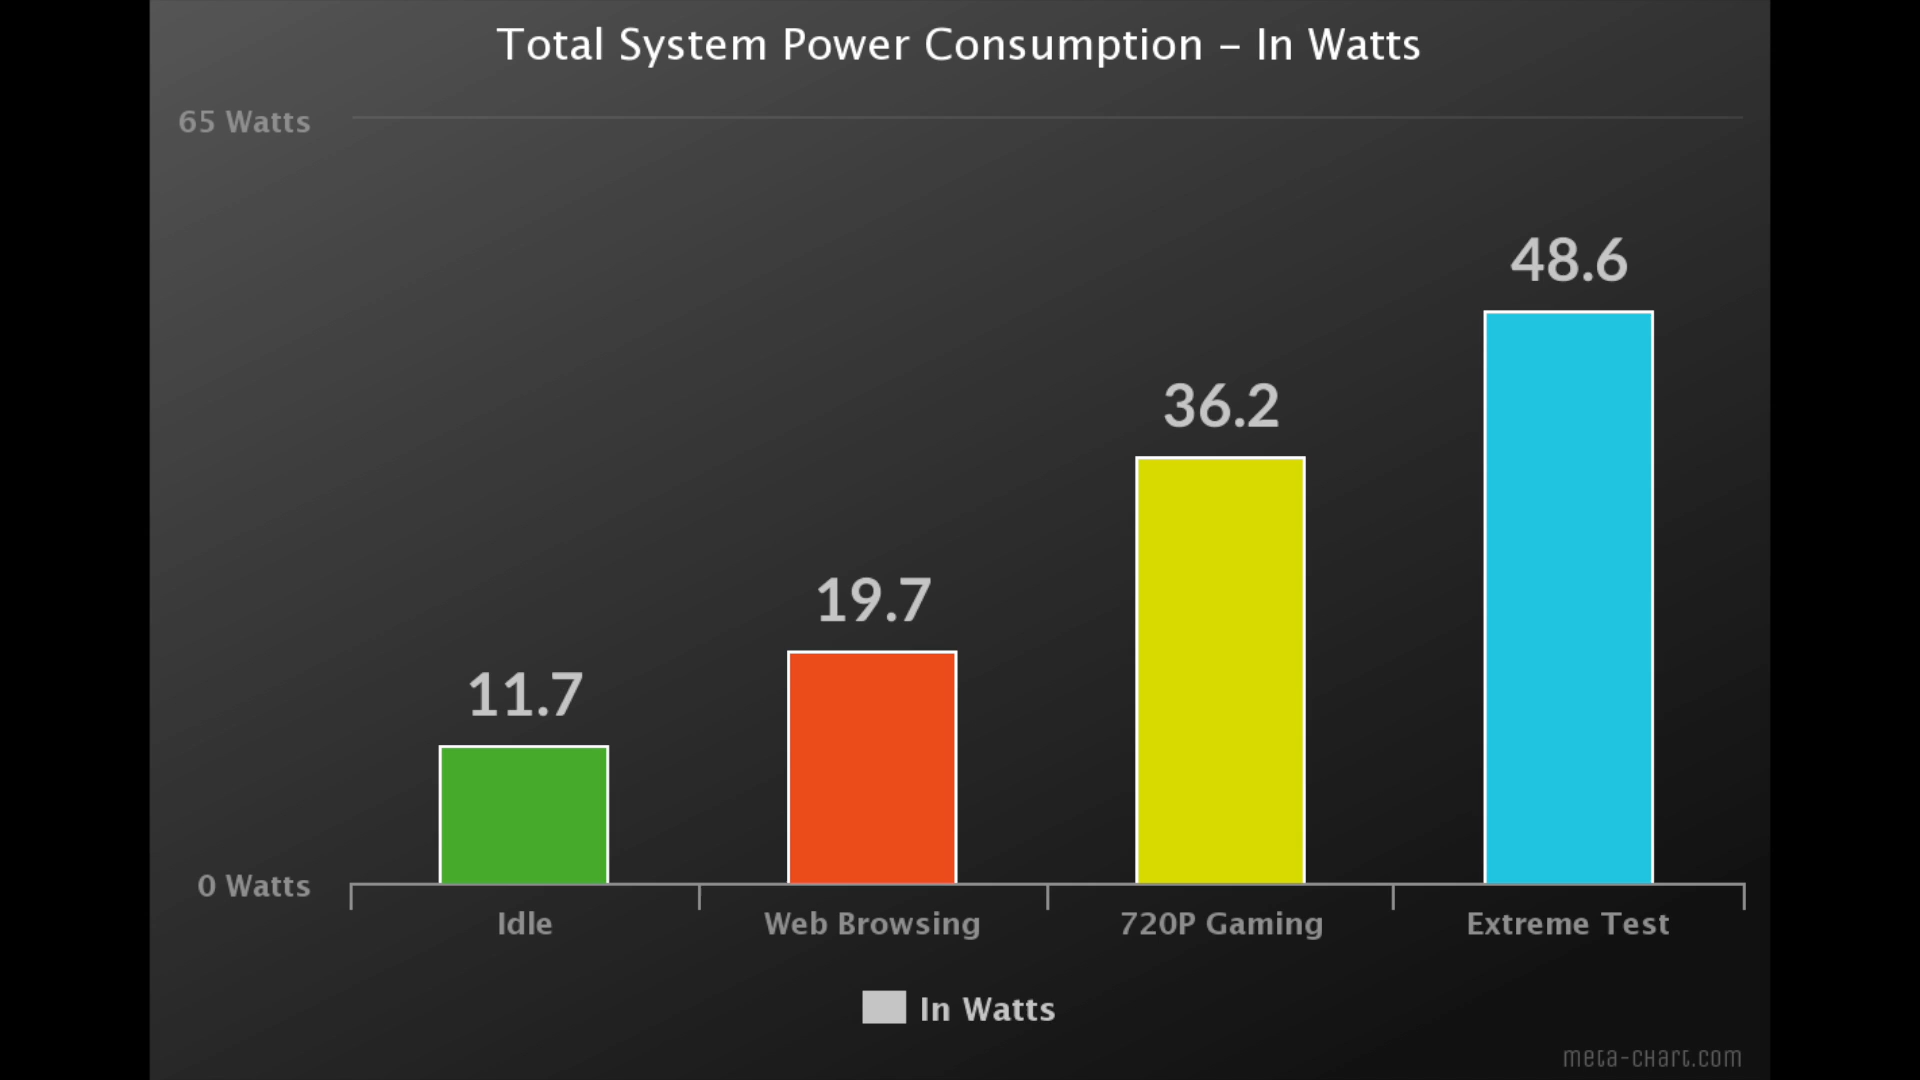 Total System Power Consumption – In Watts
65 Watts
48.6
36.2
19.7
11.7
0 Watts
Idle
Web Browsing
720P Gaming
Extreme Test
In Watts
meta-chart.com